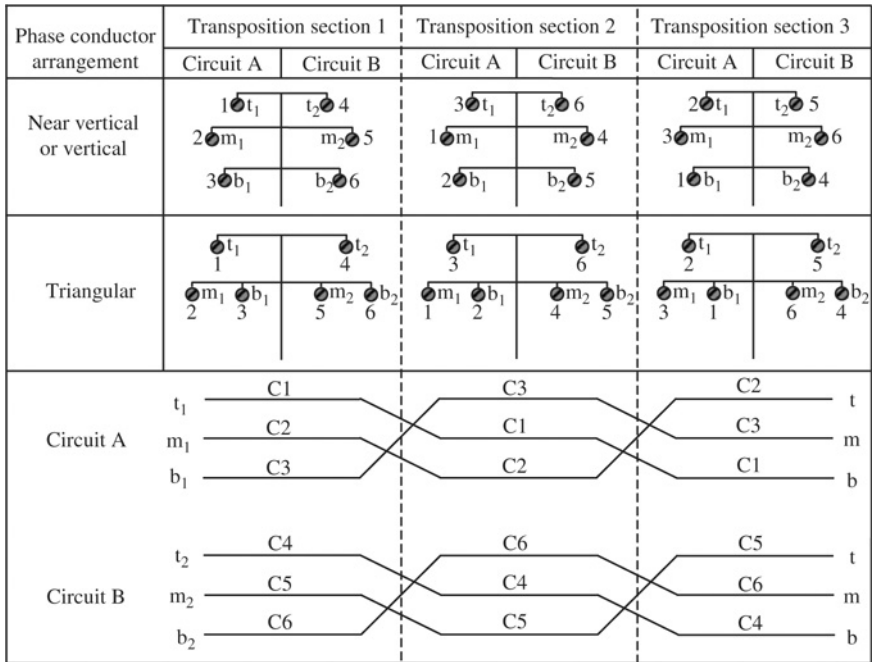 Phase conductor arrangement
Transposition section 1
Transposition section 2
Transposition section 3
Circuit A Circuit B Circuit A Circuit B Circuit A Circuit B
Near vertical or vertical
1 t1 t2 4 3 t1 t2 6 2 t1 t2 5
2 m1 m2 5 1 m1 m2 4 3 m1 m2 6
3 b1 b2 6 2 b1 b2 5 1 b1 b2 4
Triangular
t1 t2 t1 t2 t1 t2
1 4 3 6 2 5
m1 b1 m2 b2 m1 b1 m2 b2 m1 b1 m2 b2
2 3 5 6 1 2 4 5 3 1 6 4
Circuit A
t1 C1 C3 C2 t
m1 C2 C1 C3 m
b1 C3 C2 C1 b
Circuit B
t2 C4 C6 C5 t
m2 C5 C4 C6 m
b2 C6 C5 C4 b